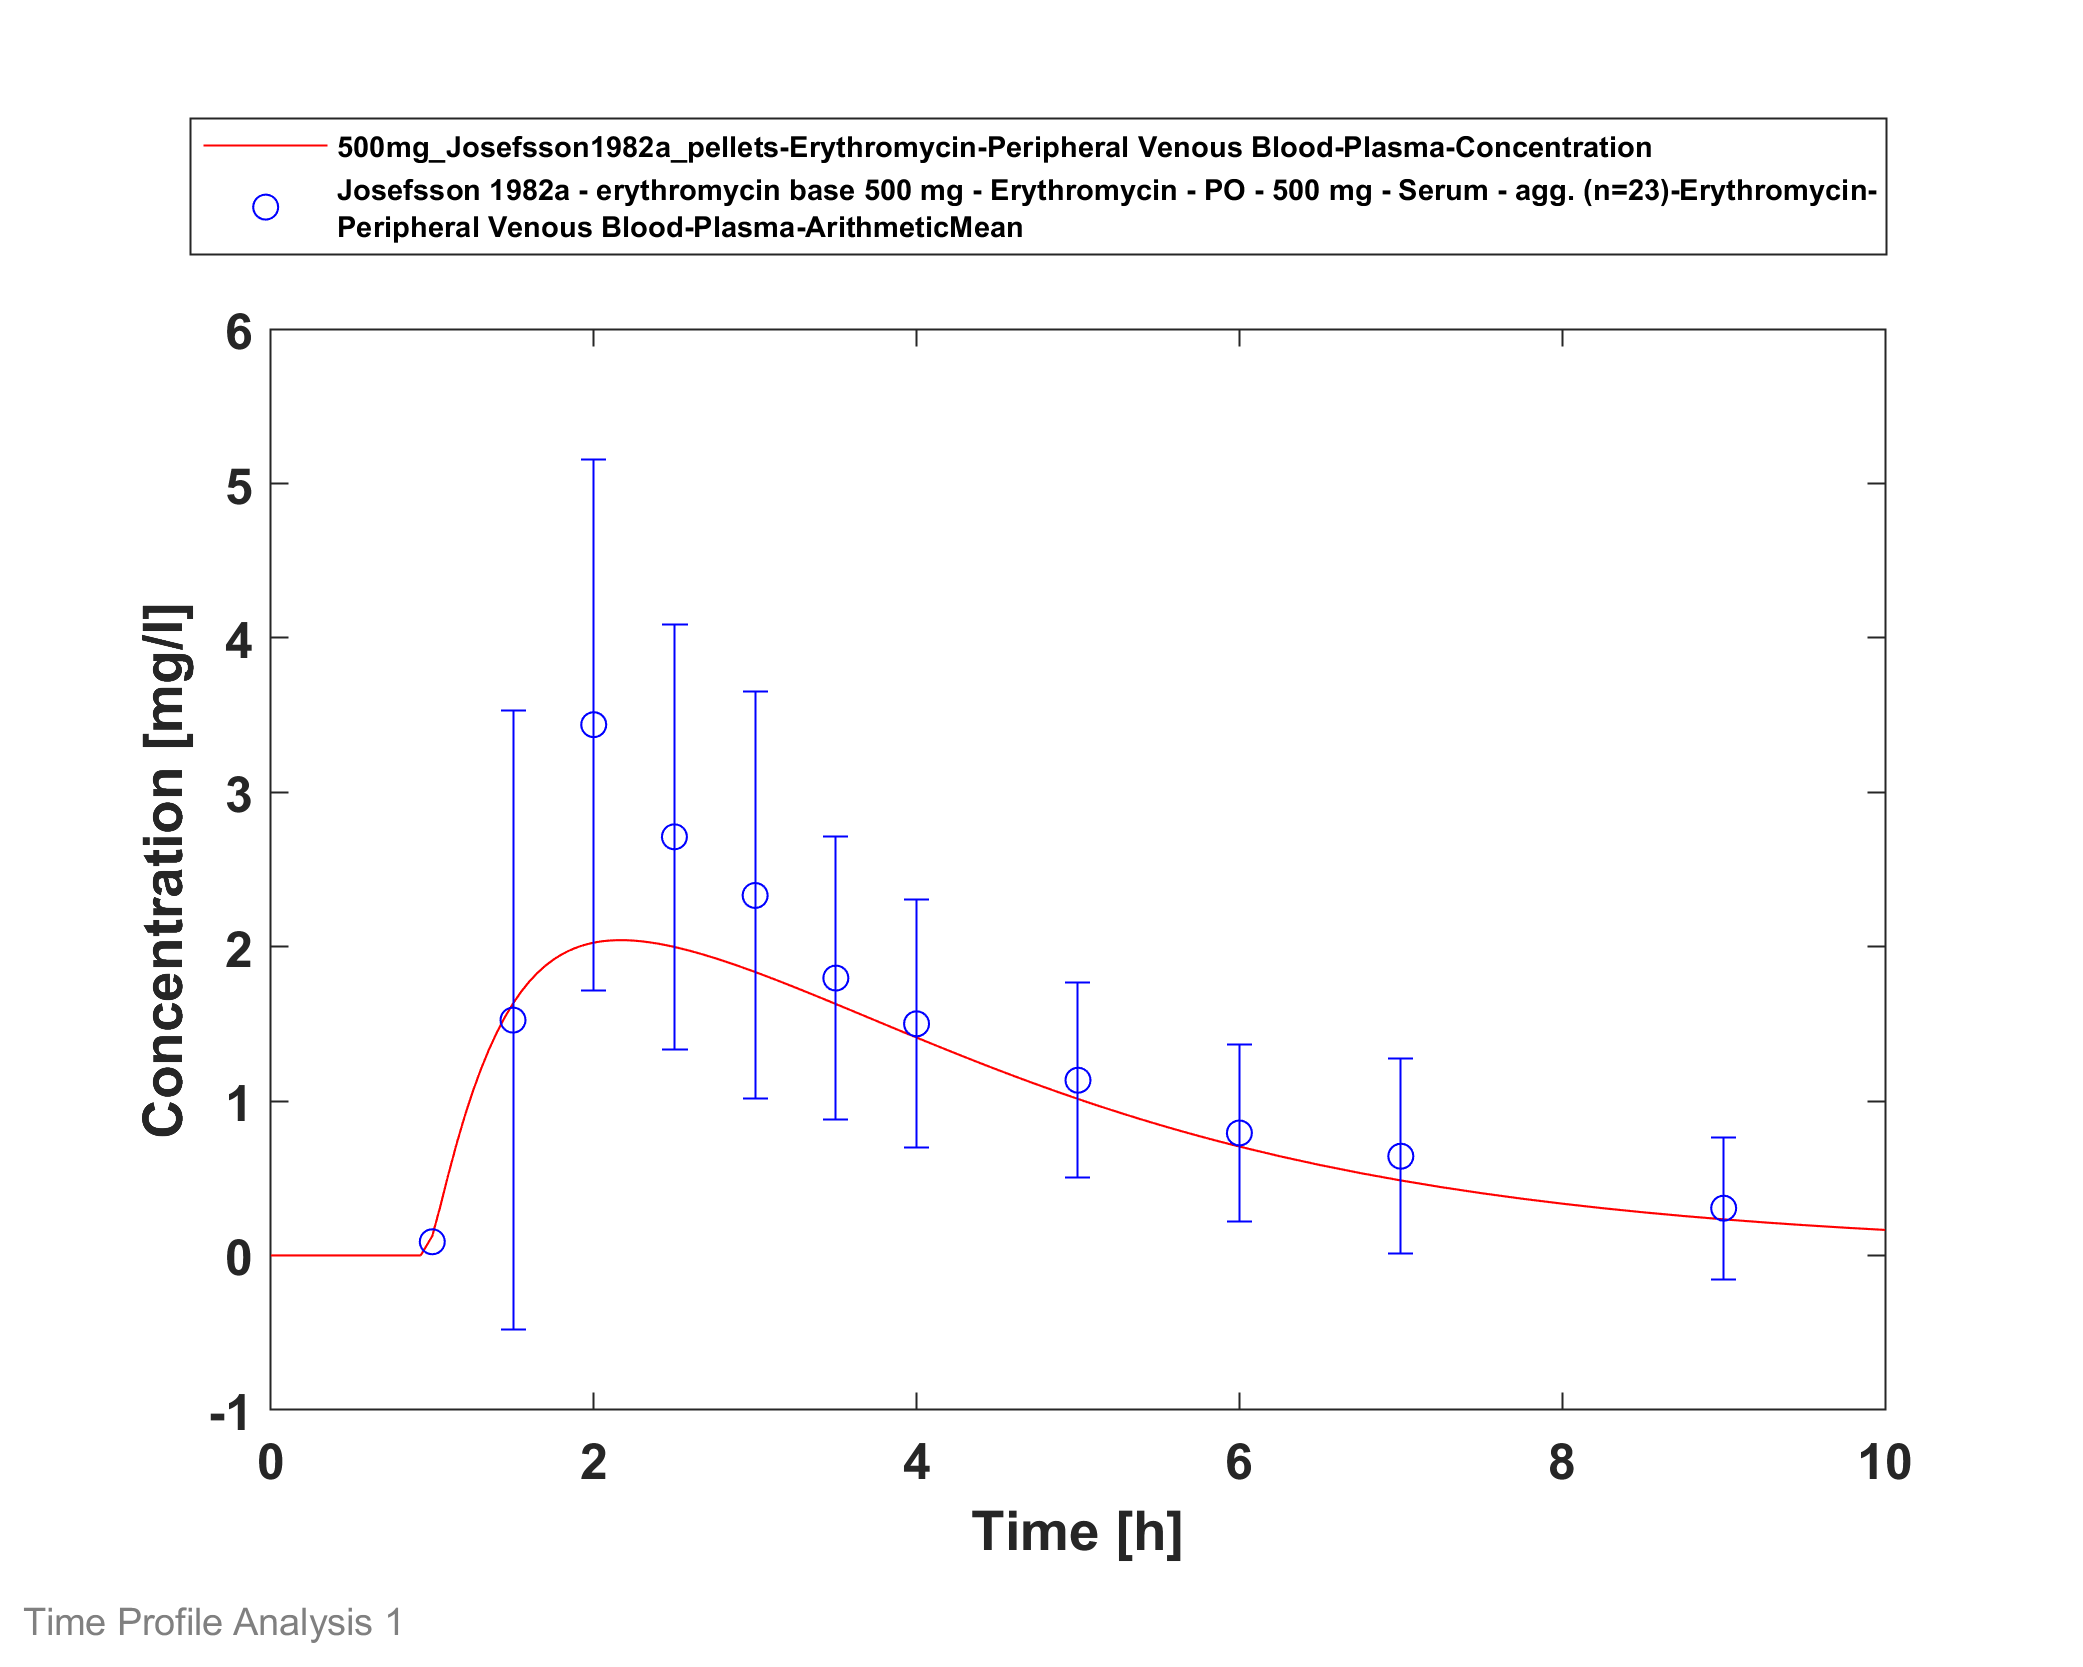 500mg_Josefsson1982a_pellets-Erythromycin-Peripheral Venous Blood-Plasma-Concentration
Josefsson 1982a - erythromycin base 500 mg - Erythromycin - PO - 500 mg - Serum - agg. (n=23)-Erythromycin-
Peripheral Venous Blood-Plasma-ArithmeticMean
6
5
4
3
2
1
0
-1
Concentration [mg/l]
0 2 4 6 8 10
Time [h]
Time Profile Analysis 1